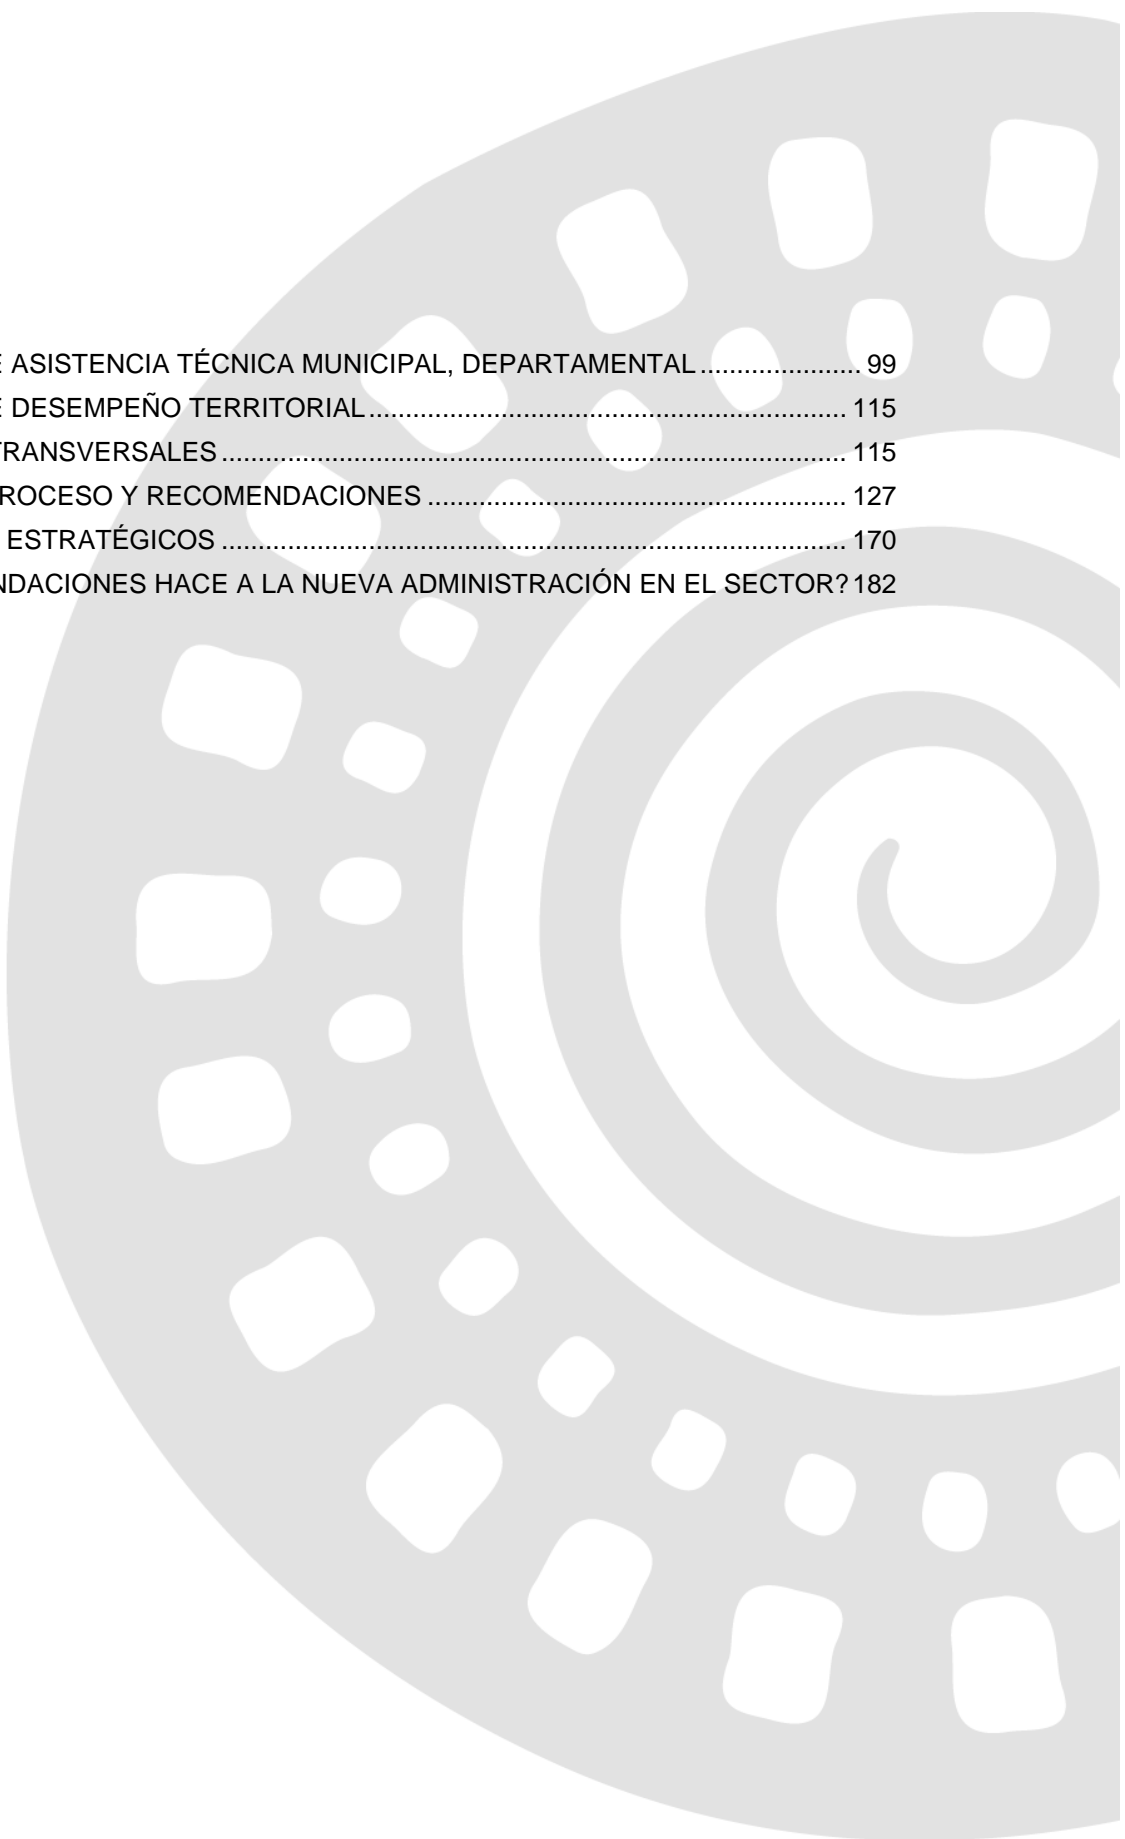 ASISTENCIA TÉCNICA MUNICIPAL, DEPARTAMENTAL ..................... 99
DESEMPEÑO TERRITORIAL ................................................................. 115
TRANSVERSALES ..................................................................................... 115
ROCESO Y RECOMENDACIONES ......................................................... 127
ESTRATÉGICOS ..................................................................................... 170
NDACIONES HACE A LA NUEVA ADMINISTRACIÓN EN EL SECTOR? 182